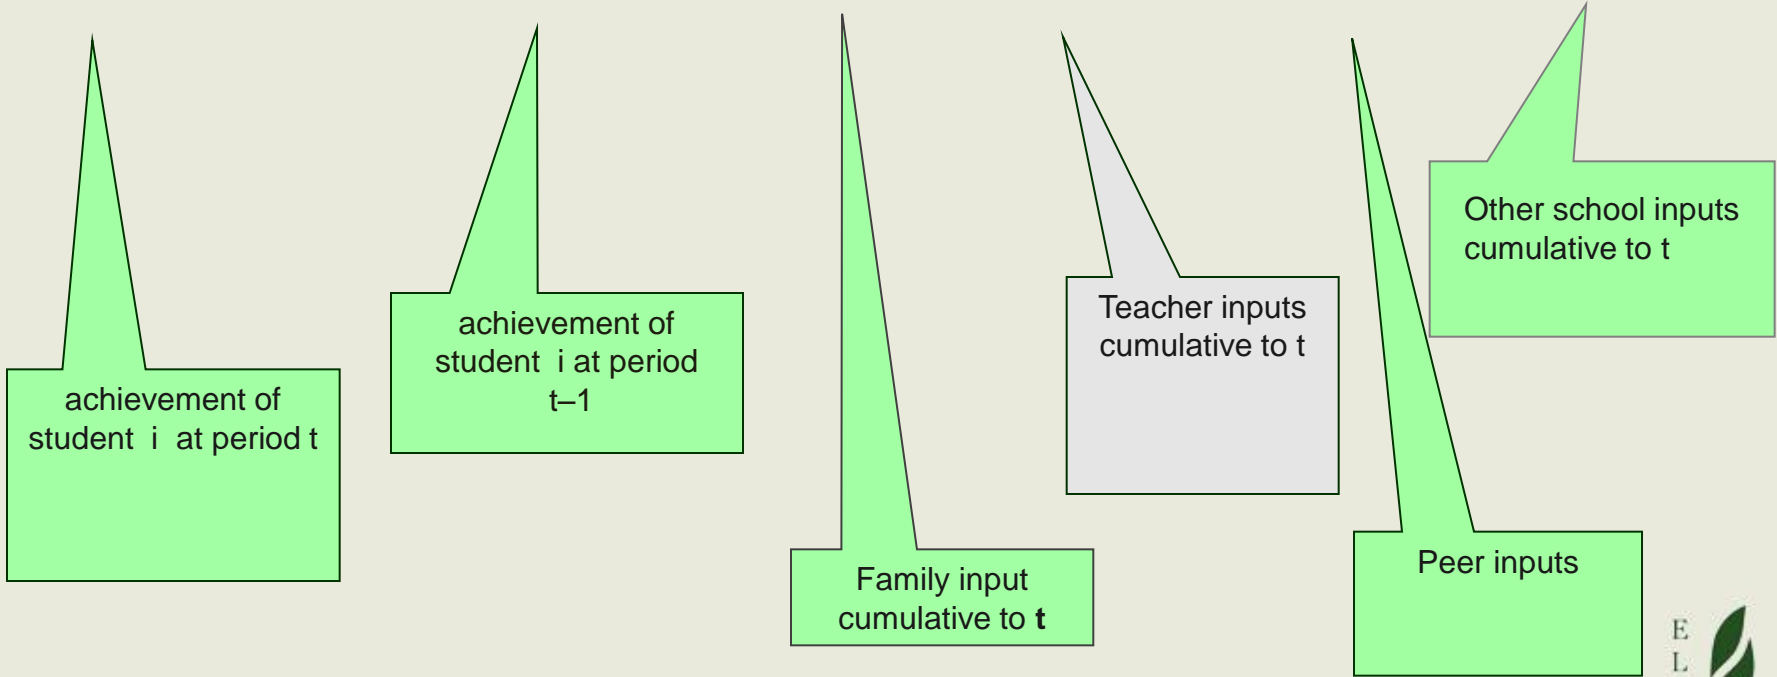 achievement of
student i at period t
achievement of
student i at period
t–1
Family input
cumulative to t
Teacher inputs
cumulative to t
Peer inputs
Other school inputs
cumulative to t
E
L